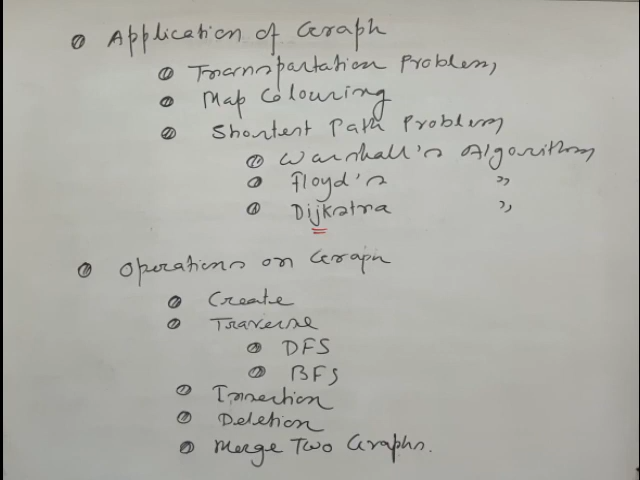 Application of Graph
Transpartation Problem,
Map Colouring
Shortest Path Problem,
Warshall's Algorithm,
Floyd's ",
Dijkstra ",
Operations on Graph
Create
Traverse
DFS
BFS
Insertion
Deletion
Merge Two Graphs.